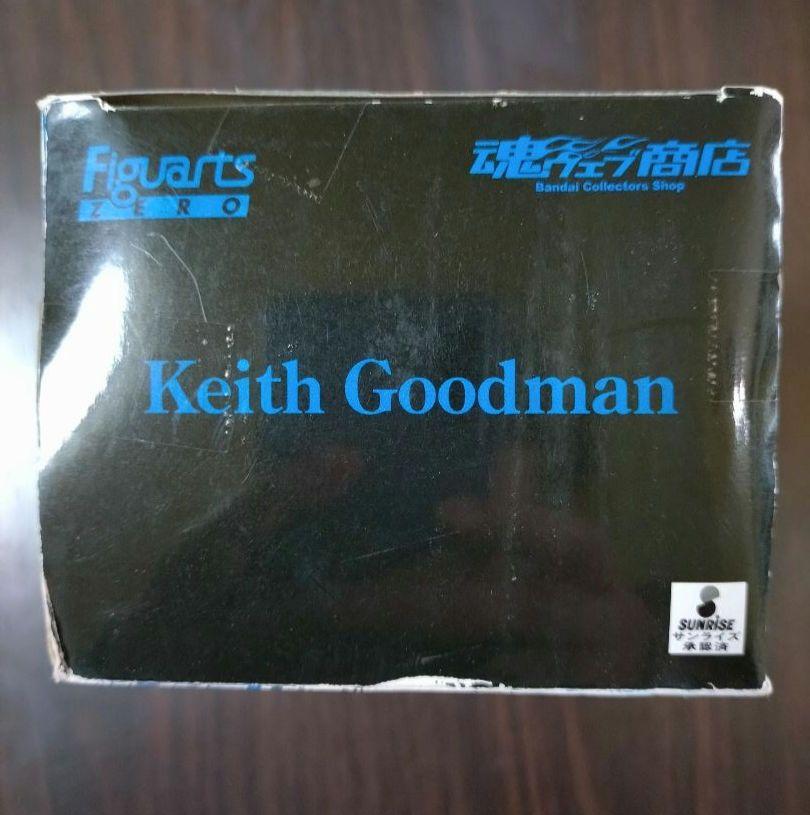 Figuarts
ZERO
魂ウェブ商店
Bandai Collectors Shop
Keith Goodman
SUNRISE
サンライズ
承認済